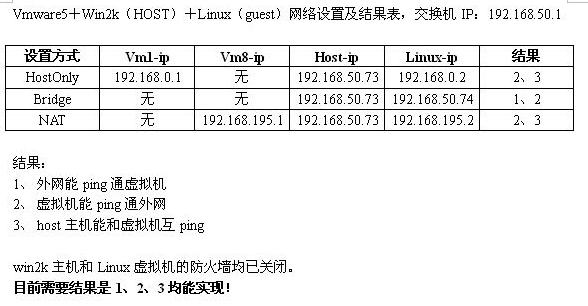 Vmware5＋Win2k（HOST）＋Linux（guest）网络设置及结果表，交换机 IP：192.168.50.1
设置方式 Vm1-ip Vm8-ip Host-ip Linux-ip 结果
HostOnly 192.168.0.1 无 192.168.50.73 192.168.0.2 2、3
Bridge 无 无 192.168.50.73 192.168.50.74 1、2
NAT 无 192.168.195.1 192.168.50.73 192.168.195.2 2、3
结果：
1、 外网能 ping 通虚拟机
2、 虚拟机能 ping 通外网
3、 host 主机能和虚拟机互 ping
win2k 主机和 Linux 虚拟机的防火墙均已关闭。
目前需要结果是 1、2、3 均能实现！